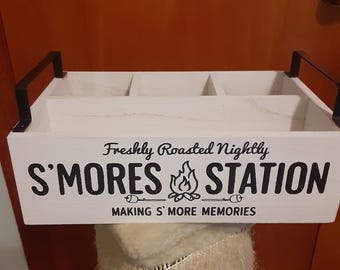 Freshly Roasted Nightly
S'MORES STATION
MAKING S'MORE MEMORIES